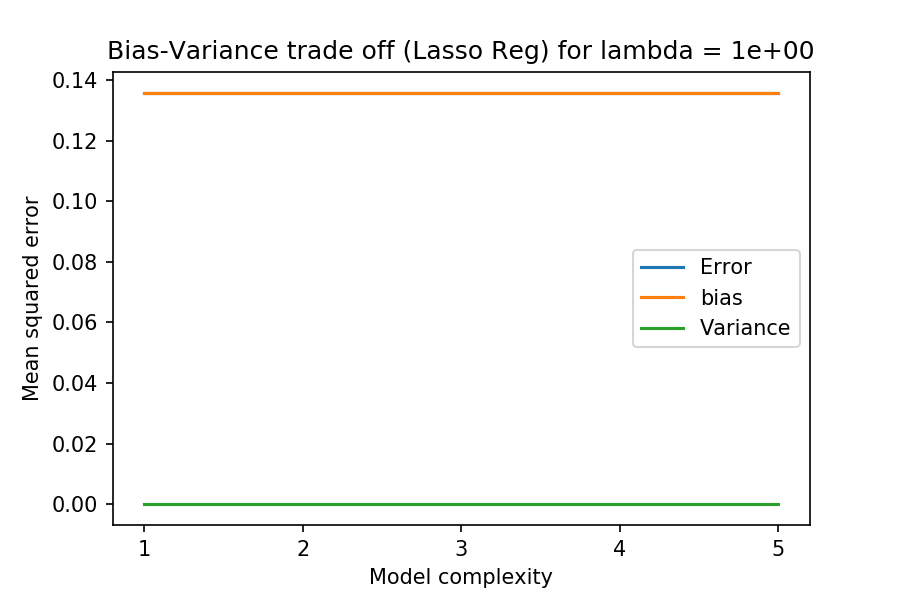 Bias-Variance trade off (Lasso Reg) for lambda = 1e+00
Mean squared error
0.14
0.12
0.10
0.08
0.06
0.04
0.02
0.00
Error
bias
Variance
1 2 3 4 5
Model complexity